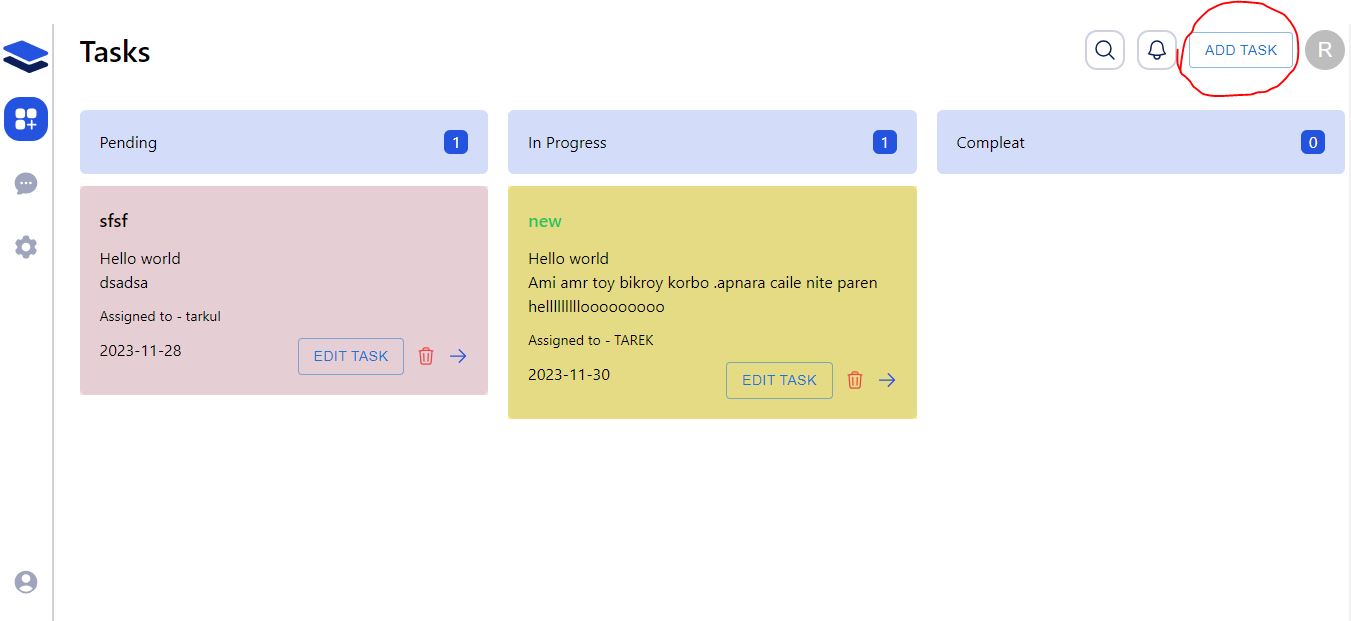 Tasks
ADD TASK
R
Pending
1
In Progress
1
Compleat
0
sfsf
Hello world
dsadsa
Assigned to - tarkul
2023-11-28
EDIT TASK
new
Hello world
Ami amr toy bikroy korbo .apnara caile nite paren
helllllllllooooooooo
Assigned to - TAREK
2023-11-30
EDIT TASK